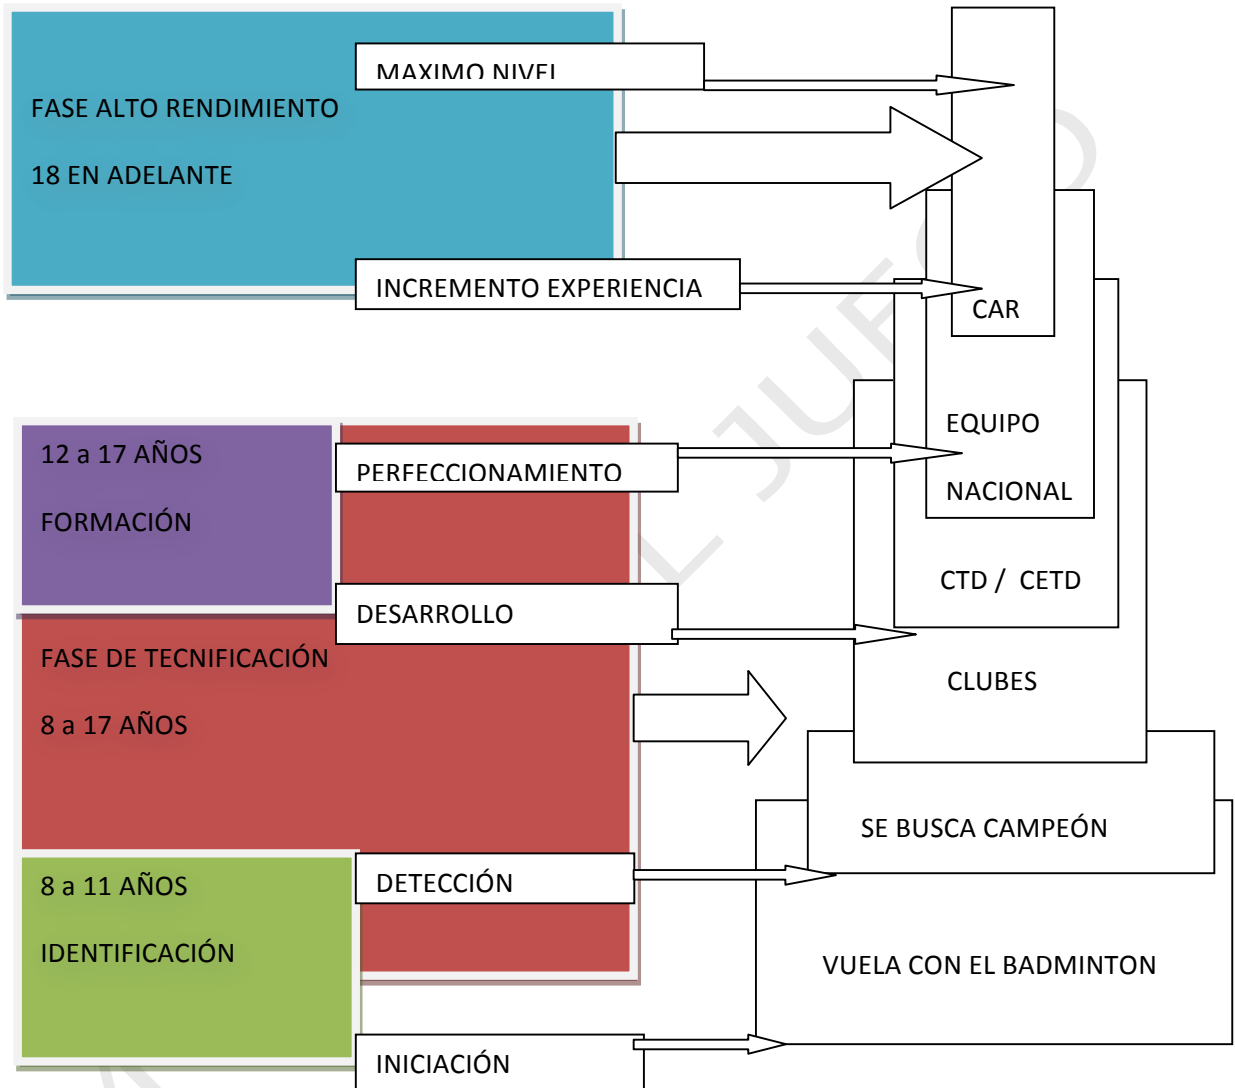 MAXIMO NIVEL
FASE ALTO RENDIMIENTO
18 EN ADELANTE
INCREMENTO EXPERIENCIA
CAR
12 a 17 AÑOS
FORMACIÓN
PERFECCIONAMIENTO
EQUIPO
NACIONAL
DESARROLLO
CTD / CETD
FASE DE TECNIFICACIÓN
8 a 17 AÑOS
CLUBES
SE BUSCA CAMPEÓN
8 a 11 AÑOS
IDENTIFICACIÓN
DETECCIÓN
VUELA CON EL BADMINTON
INICIACIÓN